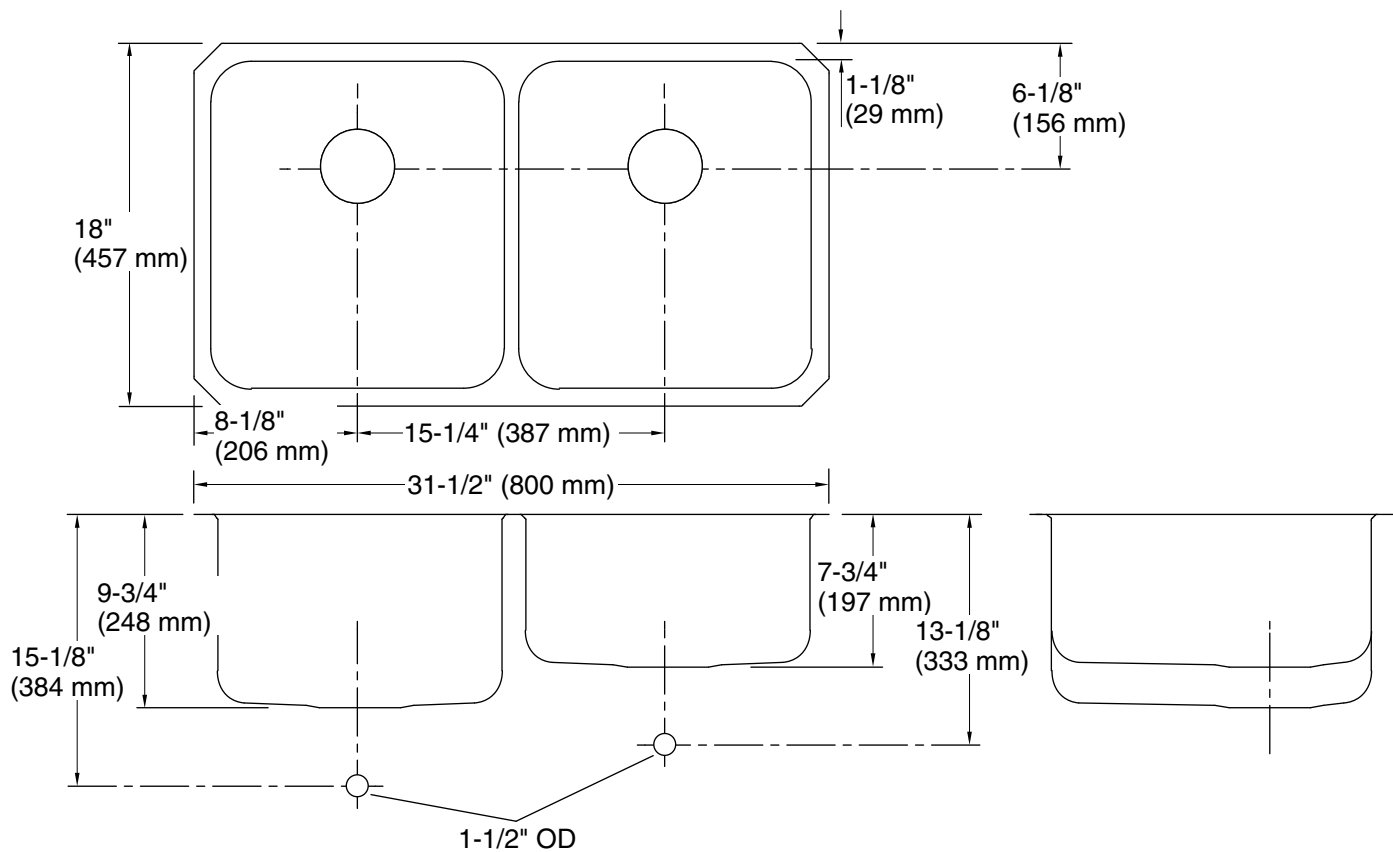 1-1/8"
(29 mm)
6-1/8"
(156 mm)
18"
(457 mm)
8-1/8"
(206 mm)
15-1/4" (387 mm)
31-1/2" (800 mm)
9-3/4"
(248 mm)
7-3/4"
(197 mm)
15-1/8"
(384 mm)
13-1/8"
(333 mm)
1-1/2" OD